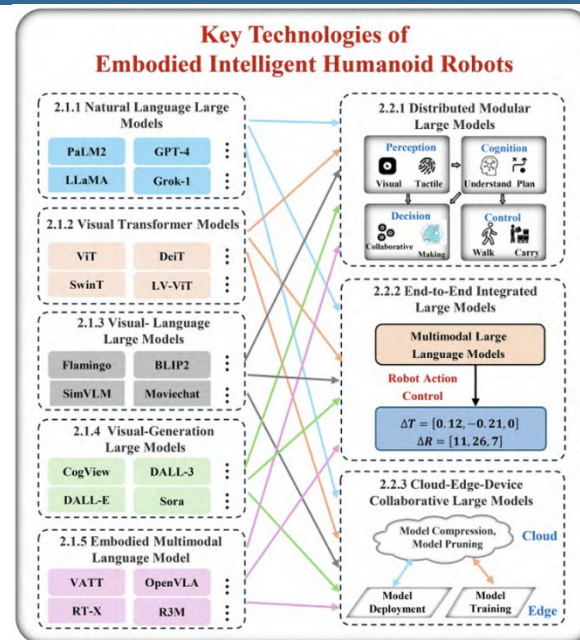 Key Technologies of
Embodied Intelligent Humanoid Robots
2.1.1 Natural Language Large
Models
PaLM2 GPT-4
LLaMA Grok-1
2.1.2 Visual Transformer Models
ViT DeiT
SwinT LV-ViT
2.1.3 Visual- Language
Large Models
Flamingo BLIP2
SimVLM Moviechat
2.1.4 Visual-Generation
Large Models
CogView DALL-3
DALL-E Sora
2.1.5 Embodied Multimodal
Language Model
VATT OpenVLA
RT-X R3M
2.2.1 Distributed Modular
Large Models
Perception
Visual Tactile
Cognition
Understand Plan
Decision
Collaborative
Making
Control
Walk Carry
2.2.2 End-to-End Integrated
Large Models
Multimodal Large
Language Models
Robot Action
Control
ΔT = [0.12, −0.21, 0]
ΔR = [11, 26, 7]
2.2.3 Cloud-Edge-Device
Collaborative Large Models
Model Compression,
Model Pruning
Cloud
Model
Deployment
Model
Training
Edge